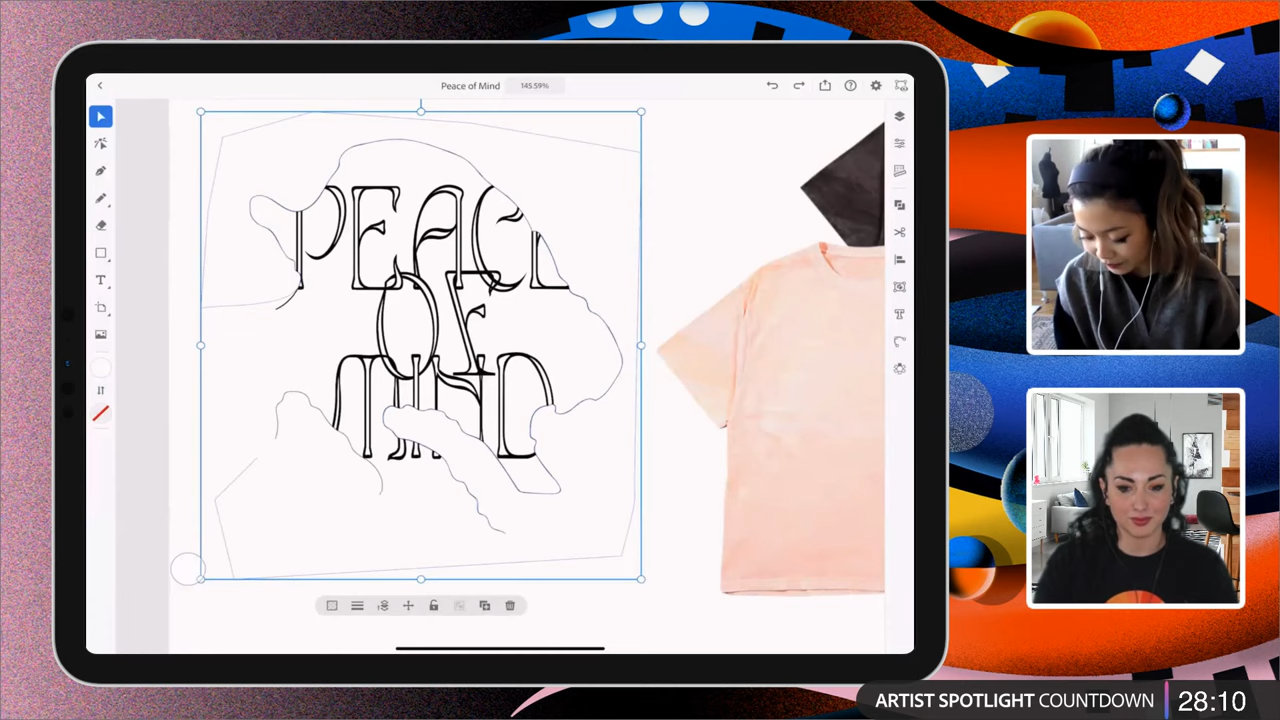 Peace of Mind
145.59%
PEACE
OF
MIND
ARTIST SPOTLIGHT COUNTDOWN 28:10